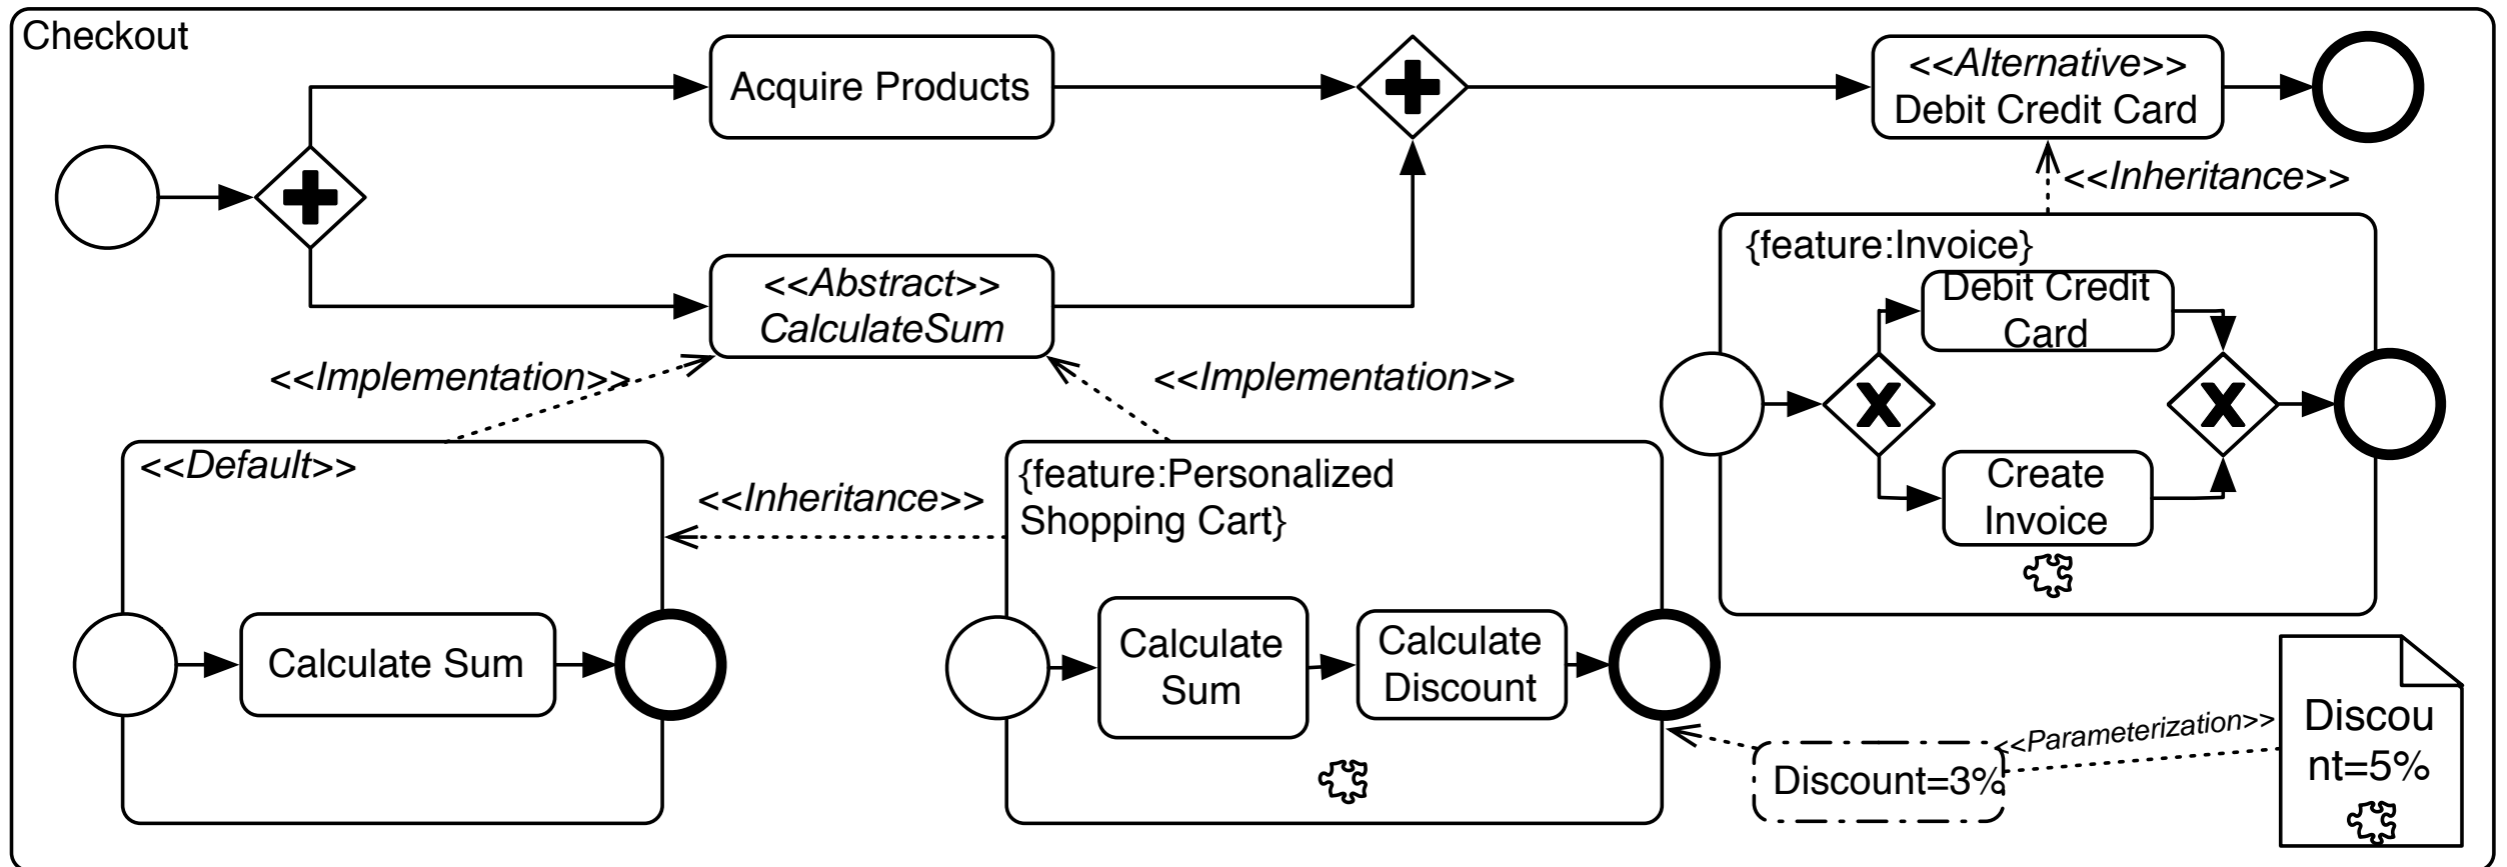 Checkout
Acquire Products
<<Alternative>>
Debit Credit Card
<<Inheritance>>
<<Abstract>>
CalculateSum
<<Implementation>>
<<Implementation>>
{feature:Invoice}
Debit Credit
Card
Create
Invoice
<<Default>>
Calculate Sum
<<Inheritance>>
{feature:Personalized
Shopping Cart}
Calculate
Sum
Calculate
Discount
<<Parameterization>>
Discount=3%
Discou
nt=5%